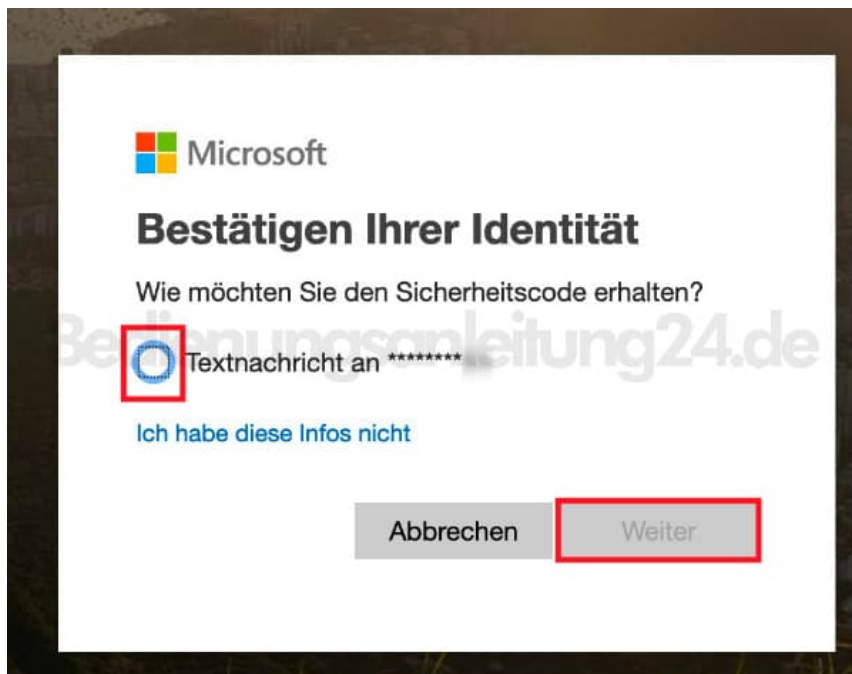 Microsoft
Bestätigen Ihrer Identität
Wie möchten Sie den Sicherheitscode erhalten?
Bedienungsanleitung24.de
Textnachricht an ********
Ich habe diese Infos nicht
Abbrechen
Weiter